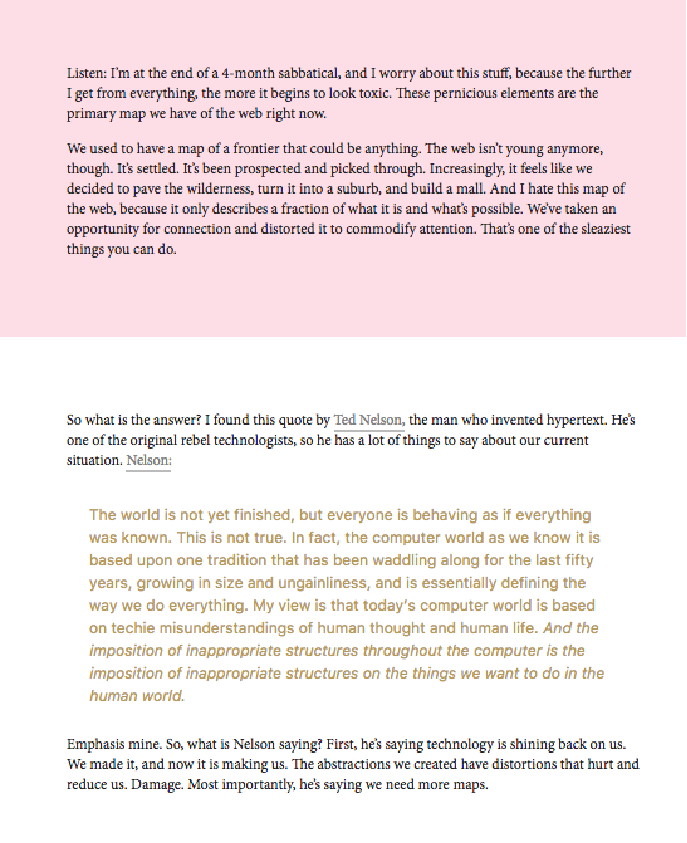 Listen: I'm at the end of a 4-month sabbatical, and I worry about this stuff, because the further
I get from everything, the more it begins to look toxic. These pernicious elements are the
primary map we have of the web right now.
We used to have a map of a frontier that could be anything. The web isn't young anymore,
though. It's settled. It's been prospected and picked through. Increasingly, it feels like we
decided to pave the wilderness, turn it into a suburb, and build a mall. And I hate this map of
the web, because it only describes a fraction of what it is and what's possible. We've taken an
opportunity for connection and distorted it to commodify attention. That's one of the sleaziest
things you can do.
So what is the answer? I found this quote by Ted Nelson, the man who invented hypertext. He's
one of the original rebel technologists, so he has a lot of things to say about our current
situation. Nelson:
The world is not yet finished, but everyone is behaving as if everything
was known. This is not true. In fact, the computer world as we know it is
based upon one tradition that has been waddling along for the last fifty
years, growing in size and ungainliness, and is essentially defining the
way we do everything. My view is that today's computer world is based
on techie misunderstandings of human thought and human life. And the
imposition of inappropriate structures throughout the computer is the
imposition of inappropriate structures on the things we want to do in the
human world.
Emphasis mine. So, what is Nelson saying? First, he's saying technology is shining back on us.
We made it, and now it is making us. The abstractions we created have distortions that hurt and
reduce us. Damage. Most importantly, he's saying we need more maps.